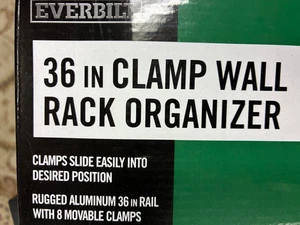 EVERBILT
36 IN CLAMP WALL
RACK ORGANIZER
CLAMPS SLIDE EASILY INTO
DESIRED POSITION
RUGGED ALUMINUM 36 IN RAIL
WITH 8 MOVABLE CLAMPS